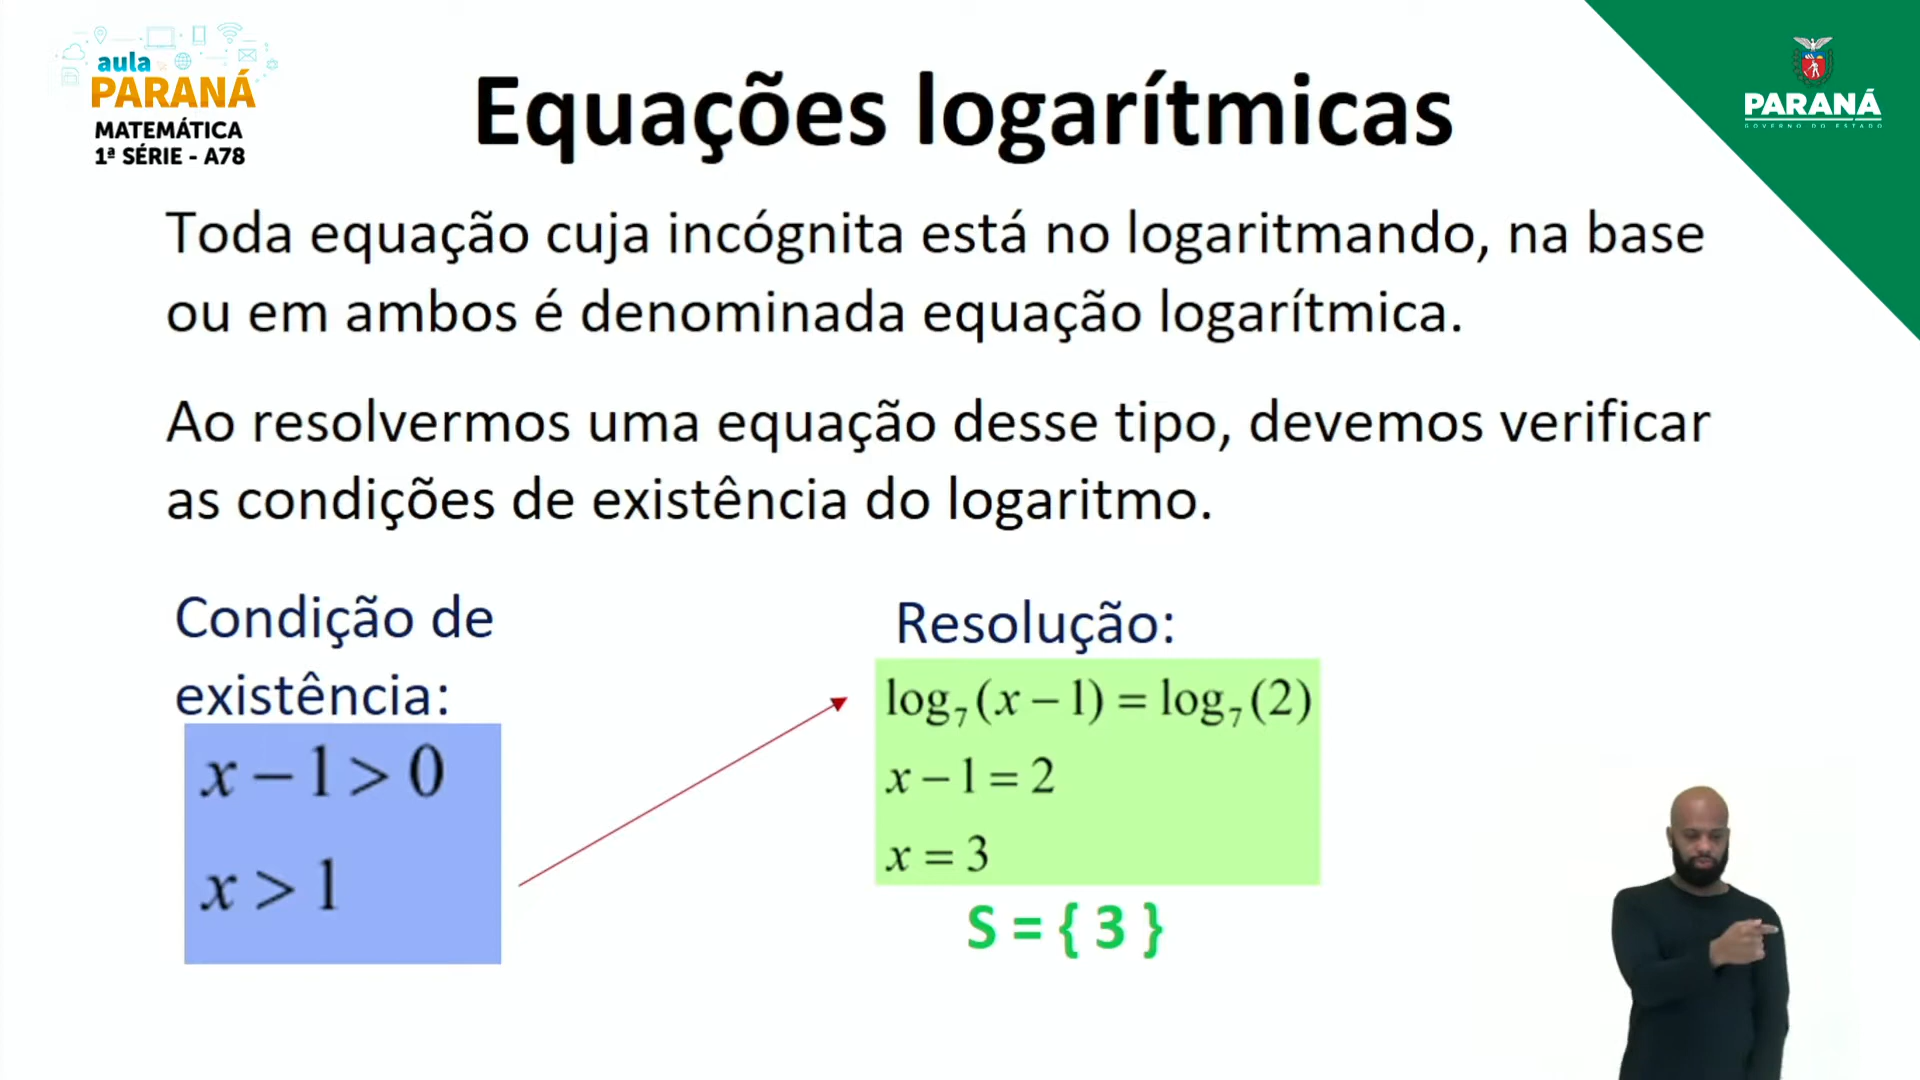 aula
PARANÁ
MATEMÁTICA
1ª SÉRIE - A78
Equações logarítmicas
PARANÁ
GOVERNO DO ESTADO
Toda equação cuja incógnita está no logaritmando, na base
ou em ambos é denominada equação logarítmica.
Ao resolvermos uma equação desse tipo, devemos verificar
as condições de existência do logaritmo.
Condição de
existência:
x − 1 > 0
x > 1
Resolução:
log₇(x − 1) = log₇(2)
x − 1 = 2
x = 3
S = { 3 }